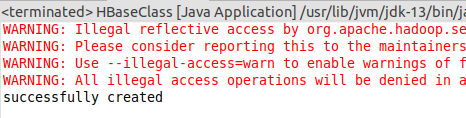 <terminated> HBaseClass [Java Application] /usr/lib/jvm/jdk-13/bin/
WARNING: Illegal reflective access by org.apache.hadoop.se
WARNING: Please consider reporting this to the maintainers
WARNING: Use --illegal-access=warn to enable warnings of f
WARNING: All illegal access operations will be denied in a
successfully created